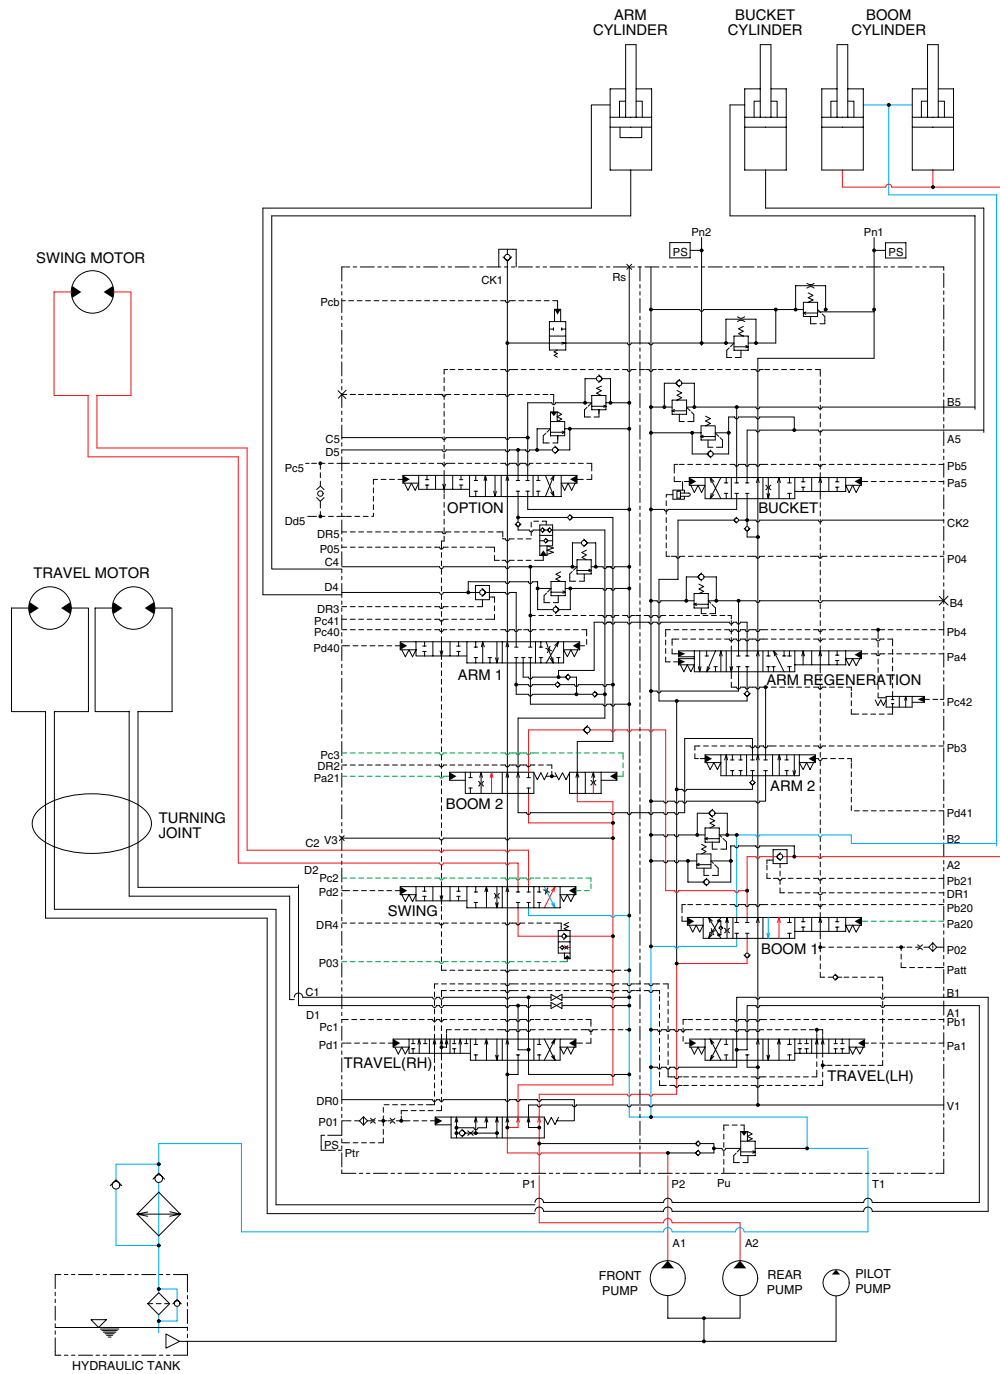 ARM
CYLINDER
BUCKET
CYLINDER
BOOM
CYLINDER
SWING MOTOR
Pn2
Pn1
PS
PS
CK1
Rs
Pcb
B5
C5
A5
D5
Pc5
Pb5
Pa5
OPTION
BUCKET
Dd5
CK2
DR5
P05
P04
C4
TRAVEL MOTOR
D4
B4
DR3
Pc41
Pc40
Pb4
Pd40
Pa4
ARM 1
ARM REGENERATION
Pc42
Pc3
Pb3
DR2
Pa21
BOOM 2
ARM 2
Pd41
TURNING
JOINT
V3
B2
C2
A2
D2
Pc2
Pb21
Pd2
DR1
SWING
Pb20
Pa20
DR4
BOOM 1
P02
P03
Patt
C1
B1
D1
A1
Pc1
Pb1
Pd1
Pa1
TRAVEL(RH)
TRAVEL(LH)
DR0
V1
P01
PS
Ptr
P1
P2
Pu
T1
A1
A2
FRONT
PUMP
REAR
PUMP
PILOT
PUMP
HYDRAULIC TANK